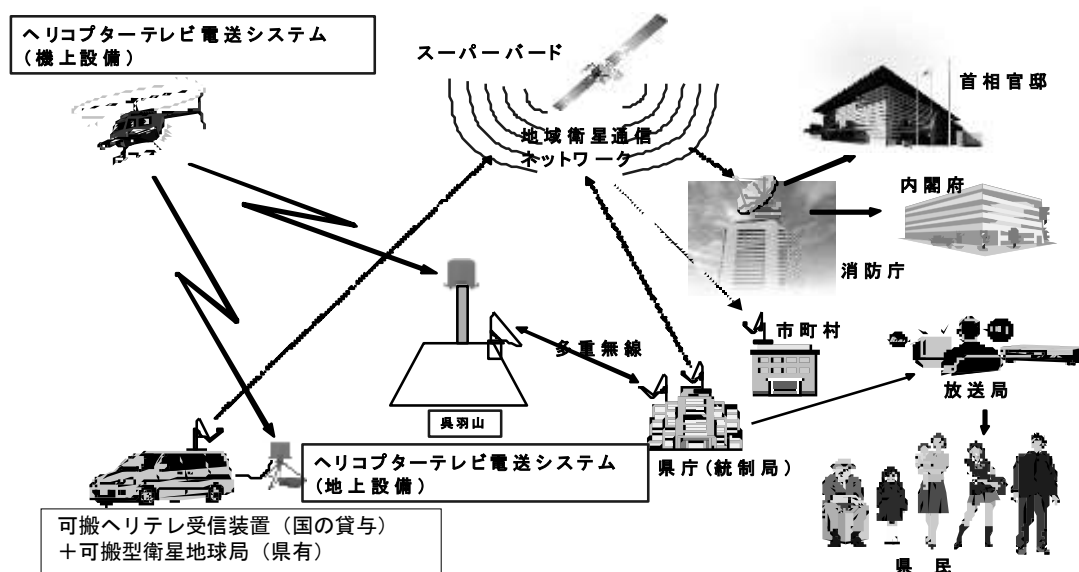 ヘリコプターテレビ電送システム
(機上設備)
スーパーバード
地域衛星通信
ネットワーク
首相官邸
内閣府
消防庁
市町村
多重無線
放送局
呉羽山
県庁(統制局)
ヘリコプターテレビ電送システム
(地上設備)
可搬ヘリテレ受信装置（国の貸与）
＋可搬型衛星地球局（県有）
県民